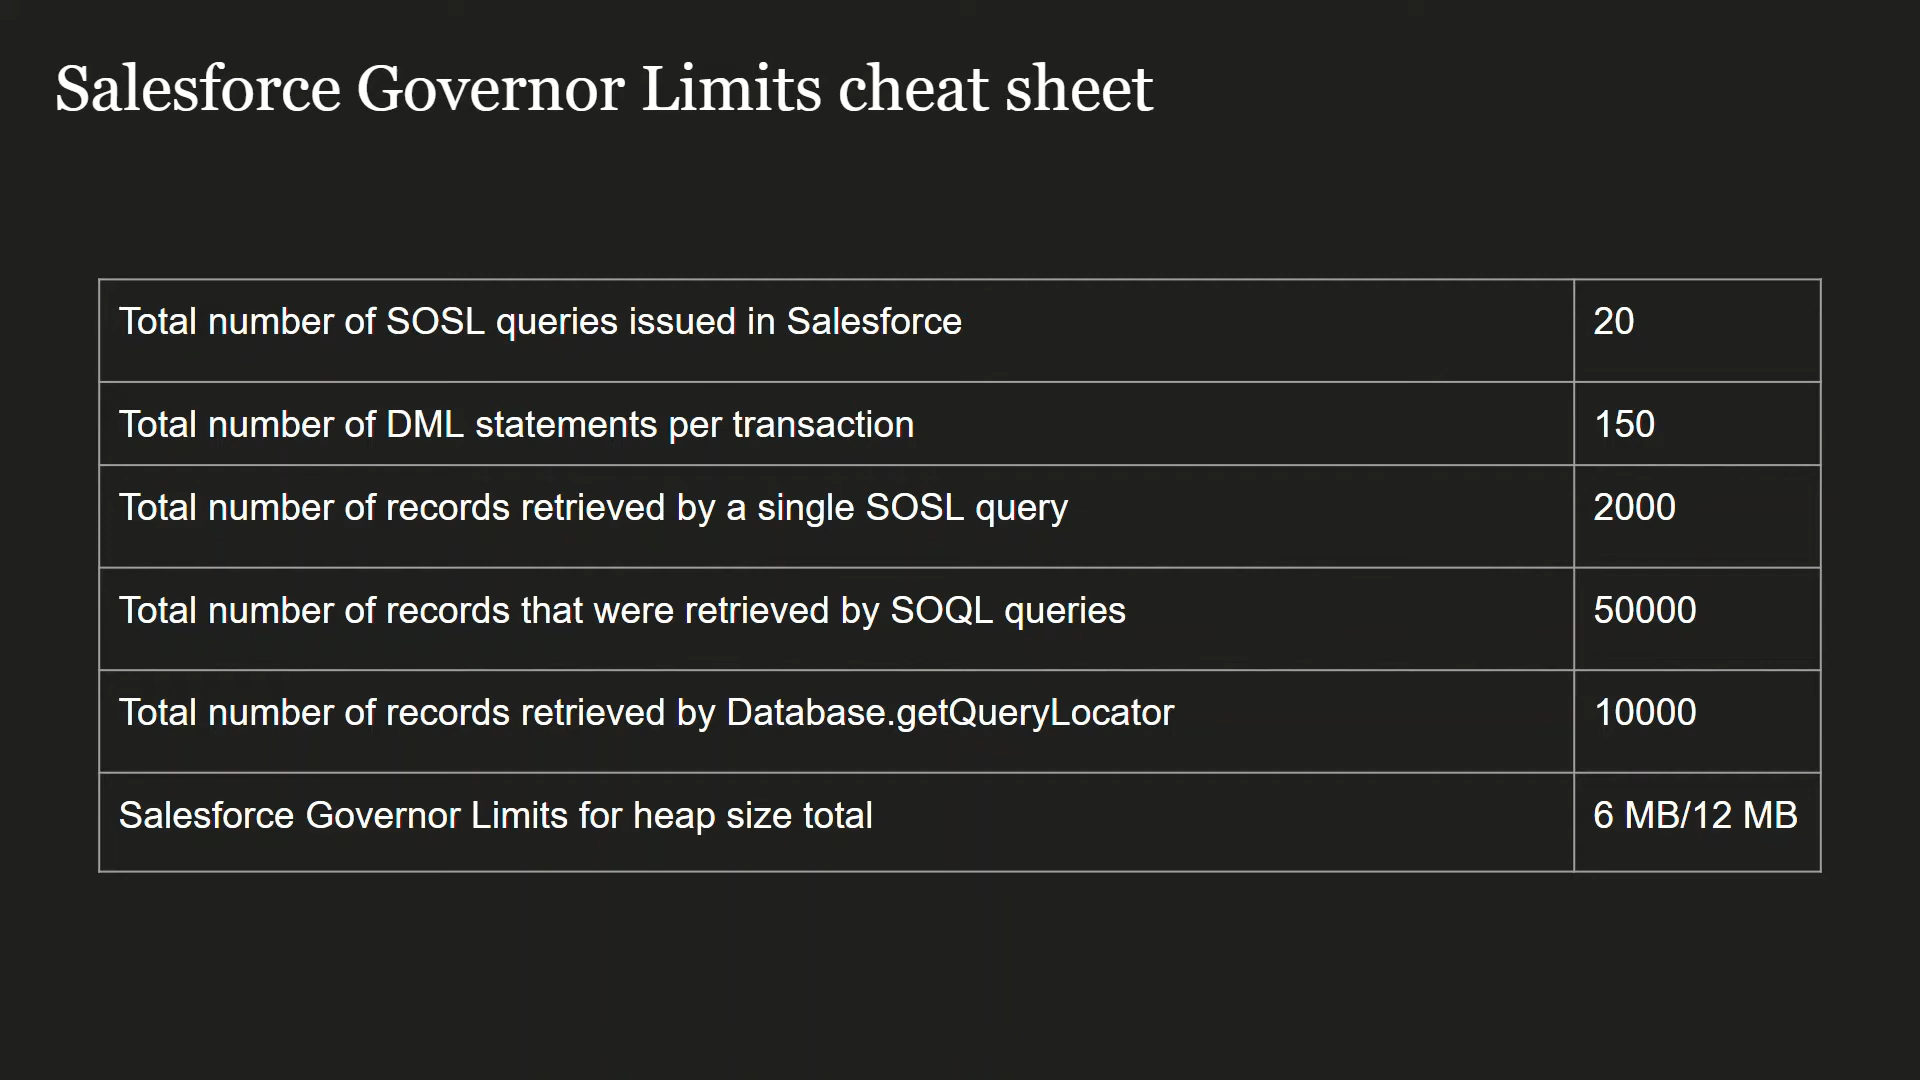 Salesforce Governor Limits cheat sheet
Total number of SOSL queries issued in Salesforce 20
Total number of DML statements per transaction 150
Total number of records retrieved by a single SOSL query 2000
Total number of records that were retrieved by SOQL queries 50000
Total number of records retrieved by Database.getQueryLocator 10000
Salesforce Governor Limits for heap size total 6 MB/12 MB